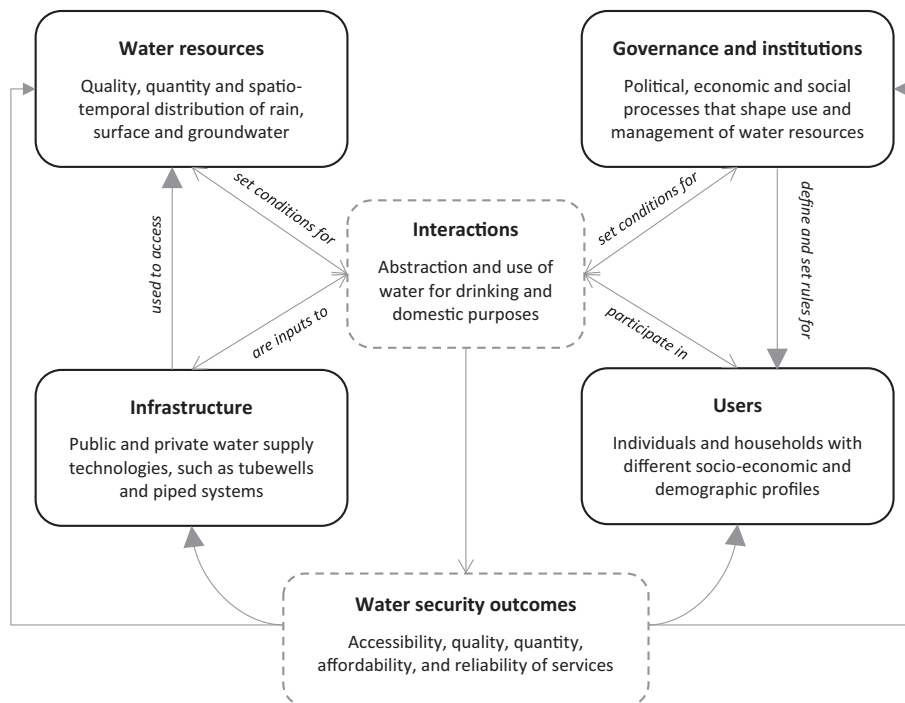 Water resources
Quality, quantity and spatio-
temporal distribution of rain,
surface and groundwater
Governance and institutions
Political, economic and social
processes that shape use and
management of water resources
set conditions for
set conditions for
used to access
define and set rules for
Interactions
Abstraction and use of
water for drinking and
domestic purposes
are inputs to
participate in
Infrastructure
Public and private water supply
technologies, such as tubewells
and piped systems
Users
Individuals and households with
different socio-economic and
demographic profiles
Water security outcomes
Accessibility, quality, quantity,
affordability, and reliability of services